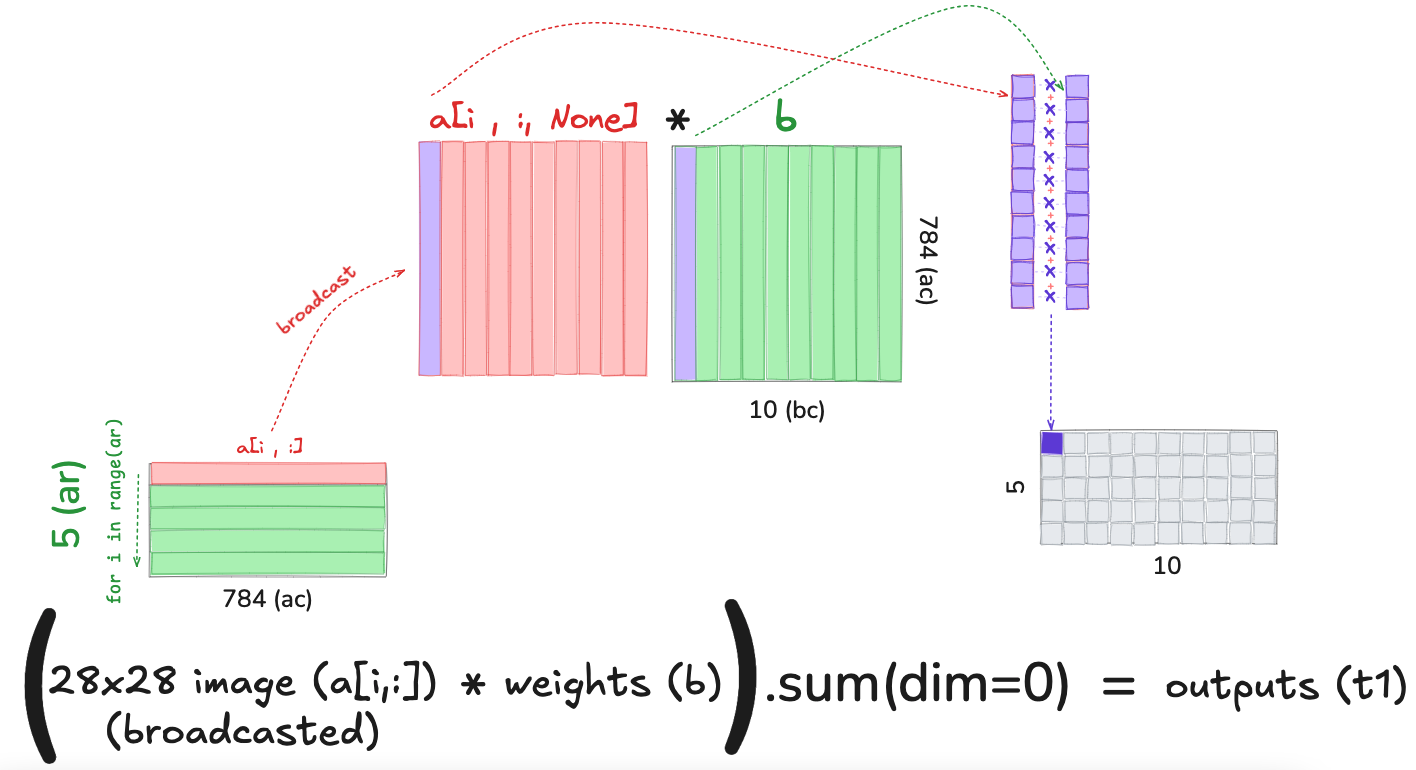 a[i , :, None] * b
784 (ac)
10 (bc)
broadcast
a[i , :]
5 (ar)
for i in range(ar)
784 (ac)
5
10
(28x28 image (a[i,:]) * weights (b)).sum(dim=0) = outputs (t1)
(broadcasted)